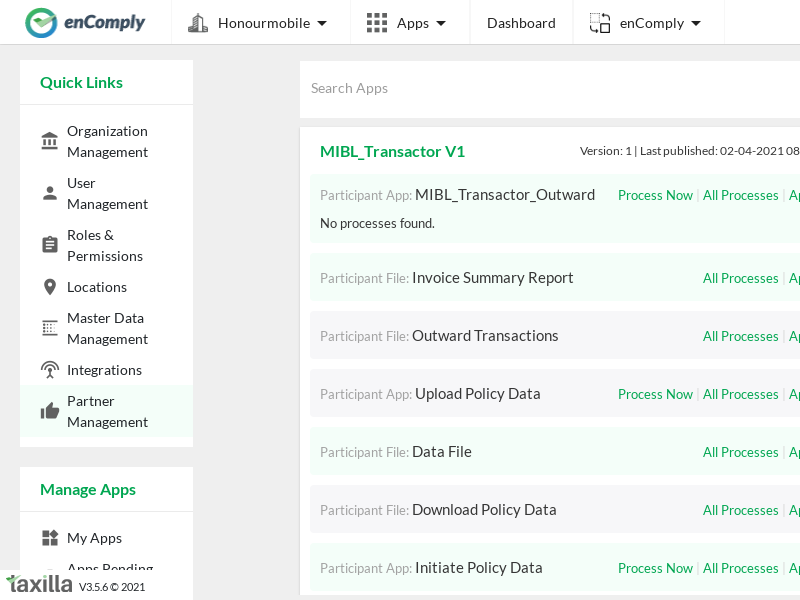 enComply Honourmobile Apps Dashboard enComply
Quick Links
Organization
Management
User
Management
Roles &
Permissions
Locations
Master Data
Management
Integrations
Partner
Management
Manage Apps
My Apps
Apps Pending
taxilla V3.5.6 © 2021
Search Apps
MIBL_Transactor V1 Version: 1 | Last published: 02-04-2021 08
Participant App: MIBL_Transactor_Outward Process Now | All Processes | Ap
No processes found.
Participant File: Invoice Summary Report All Processes | Ap
Participant File: Outward Transactions All Processes | Ap
Participant App: Upload Policy Data Process Now | All Processes | Ap
Participant File: Data File All Processes | Ap
Participant File: Download Policy Data All Processes | Ap
Participant App: Initiate Policy Data Process Now | All Processes | Ap